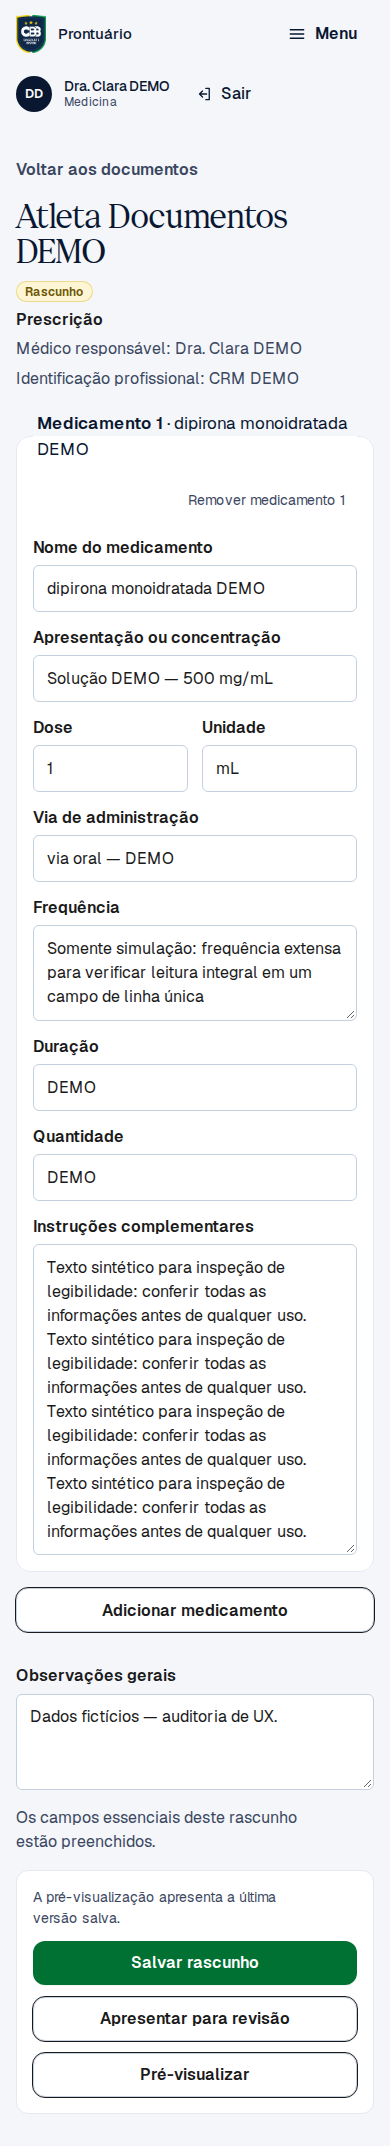 CBB
Prontuário
Menu
DD
Dra. Clara DEMO
Medicina
Sair
Voltar aos documentos
Atleta Documentos
DEMO
Rascunho
Prescrição
Médico responsável: Dra. Clara DEMO
Identificação profissional: CRM DEMO
Medicamento 1 · dipirona monoidratada
DEMO
Remover medicamento 1
Nome do medicamento
dipirona monoidratada DEMO
Apresentação ou concentração
Solução DEMO — 500 mg/mL
Dose
Unidade
1
mL
Via de administração
via oral — DEMO
Frequência
Somente simulação: frequência extensa
para verificar leitura integral em um
campo de linha única
Duração
DEMO
Quantidade
DEMO
Instruções complementares
Texto sintético para inspeção de
legibilidade: conferir todas as
informações antes de qualquer uso.
Texto sintético para inspeção de
legibilidade: conferir todas as
informações antes de qualquer uso.
Texto sintético para inspeção de
legibilidade: conferir todas as
informações antes de qualquer uso.
Texto sintético para inspeção de
legibilidade: conferir todas as
informações antes de qualquer uso.
Adicionar medicamento
Observações gerais
Dados fictícios — auditoria de UX.
Os campos essenciais deste rascunho
estão preenchidos.
A pré-visualização apresenta a última
versão salva.
Salvar rascunho
Apresentar para revisão
Pré-visualizar